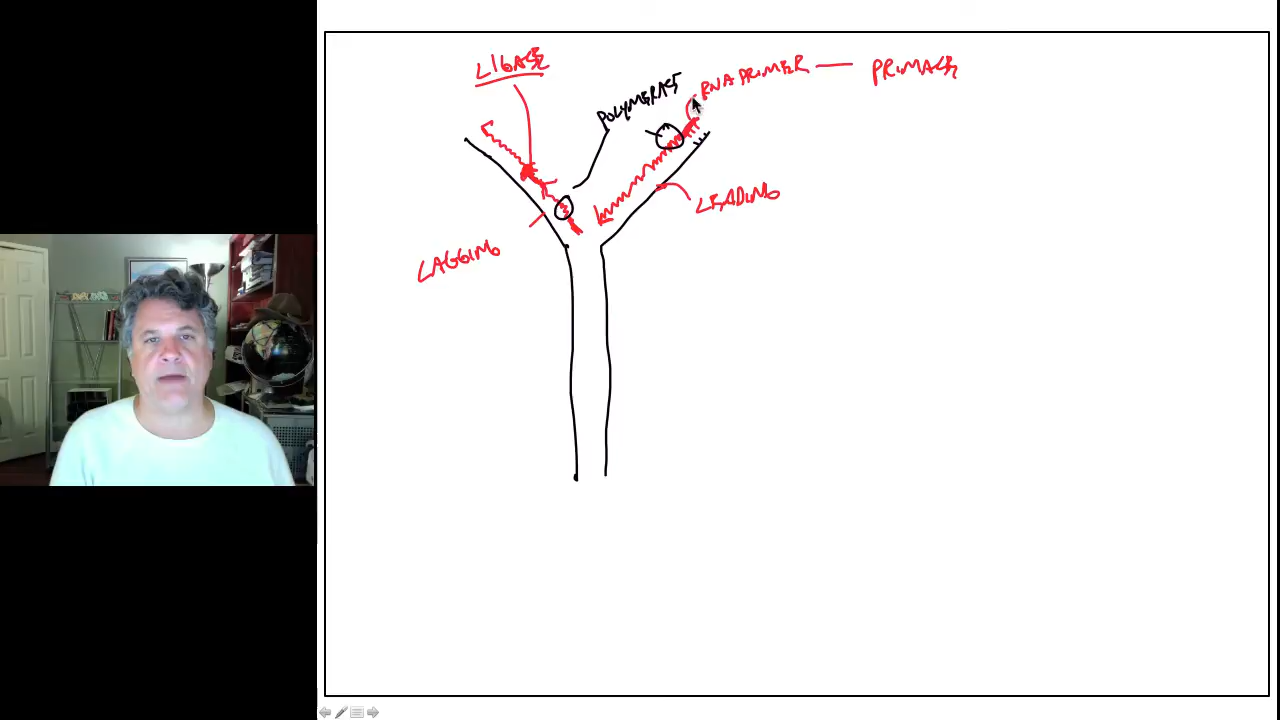 LIGASE
POLYMERASE
RNA PRIMER — PRIMASE
LEADING
LAGGING